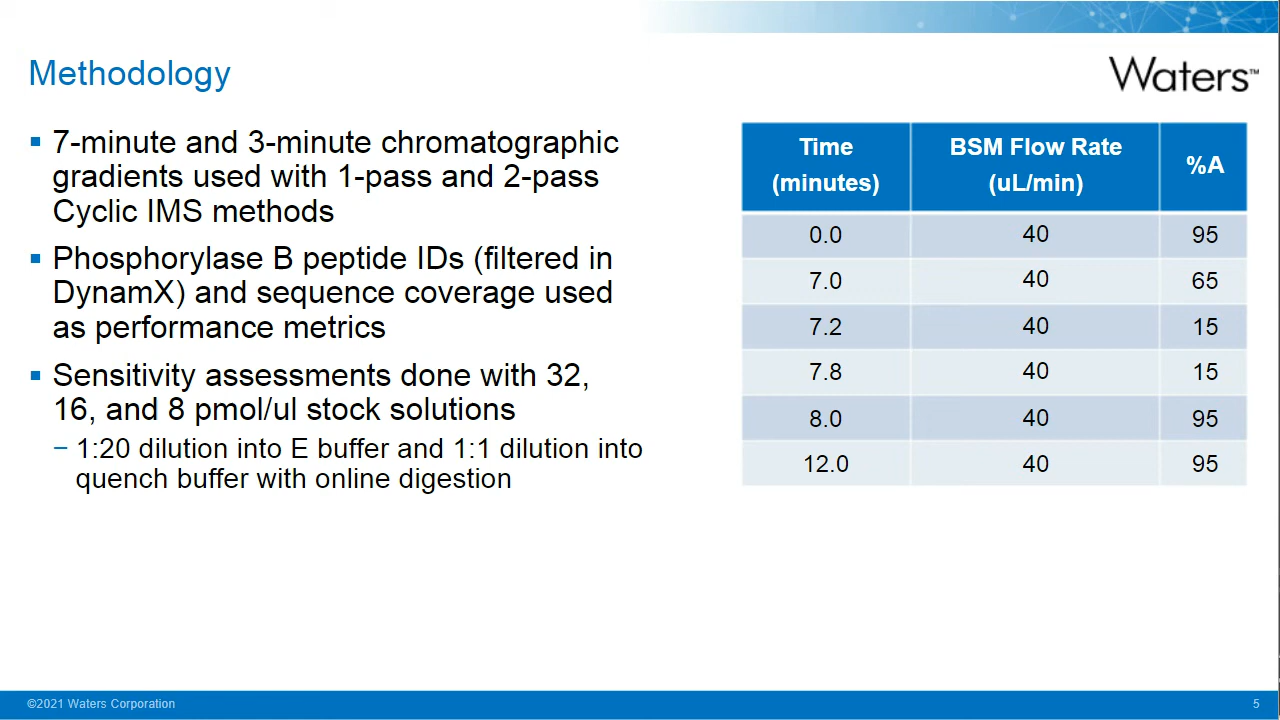 Methodology
Waters™
▪ 7-minute and 3-minute chromatographic
gradients used with 1-pass and 2-pass
Cyclic IMS methods
▪ Phosphorylase B peptide IDs (filtered in
DynamX) and sequence coverage used
as performance metrics
▪ Sensitivity assessments done with 32,
16, and 8 pmol/ul stock solutions
− 1:20 dilution into E buffer and 1:1 dilution into
quench buffer with online digestion
Time (minutes) BSM Flow Rate (uL/min) %A
0.0 40 95
7.0 40 65
7.2 40 15
7.8 40 15
8.0 40 95
12.0 40 95
©2021 Waters Corporation
5